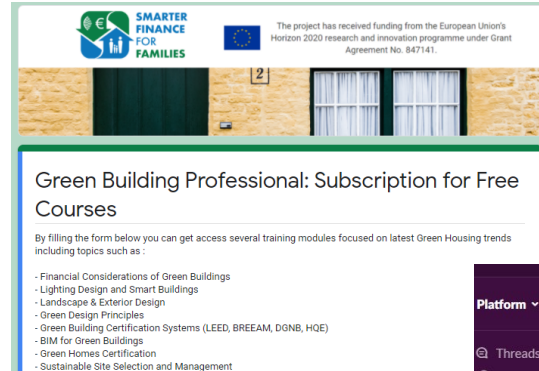 SMARTER
FINANCE
FOR
FAMILIES
The project has received funding from the European Union's
Horizon 2020 research and innovation programme under Grant
Agreement No. 847141.
2
Green Building Professional: Subscription for Free
Courses
By filling the form below you can get access several training modules focused on latest Green Housing trends
including topics such as :
- Financial Considerations of Green Buildings
- Lighting Design and Smart Buildings
- Landscape & Exterior Design
- Green Design Principles
- Green Building Certification Systems (LEED, BREEAM, DGNB, HQE)
- BIM for Green Buildings
- Green Homes Certification
- Sustainable Site Selection and Management
Platform
Threads